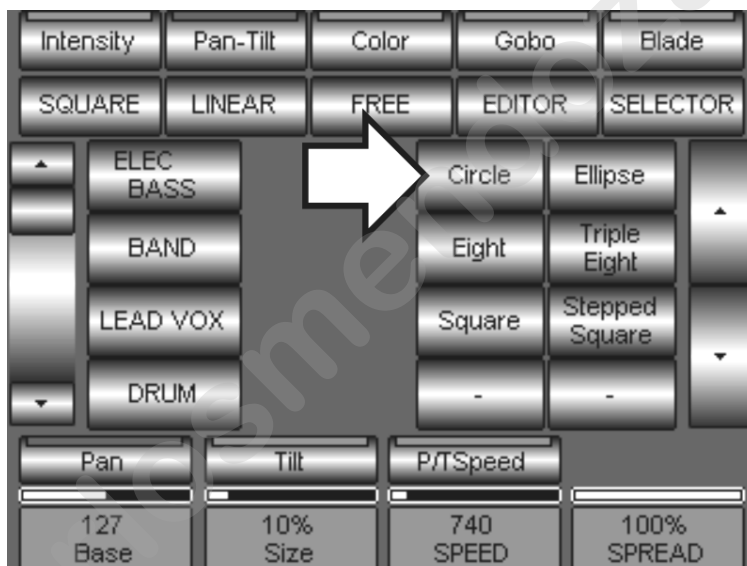 Intensity Pan-Tilt Color Gobo Blade
SQUARE LINEAR FREE EDITOR SELECTOR
ELEC
BASS
Circle Ellipse
BAND
Eight
Triple
Eight
LEAD VOX
Square
Stepped
Square
DRUM
- -
Pan Tilt P/TSpeed
127 10% 740 100%
Base Size SPEED SPREAD